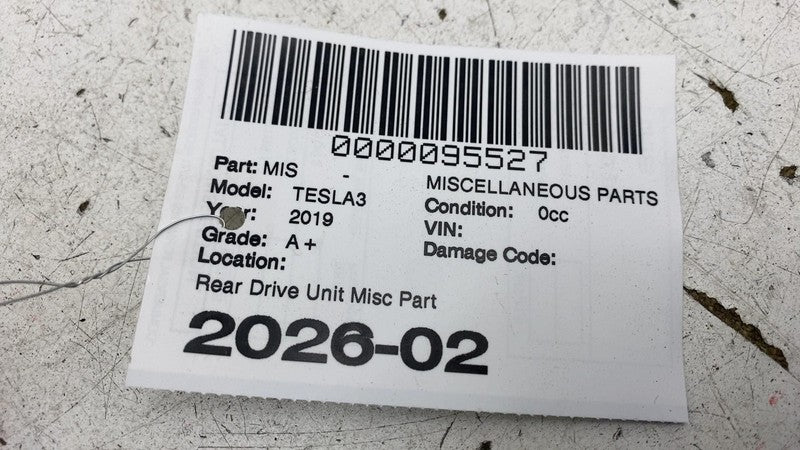 0000095527
Part: MIS - MISCELLANEOUS PARTS
Model: TESLA3 Condition: 0cc
Year: 2019 VIN:
Grade: A+ Damage Code:
Location:
Rear Drive Unit Misc Part
2026-02